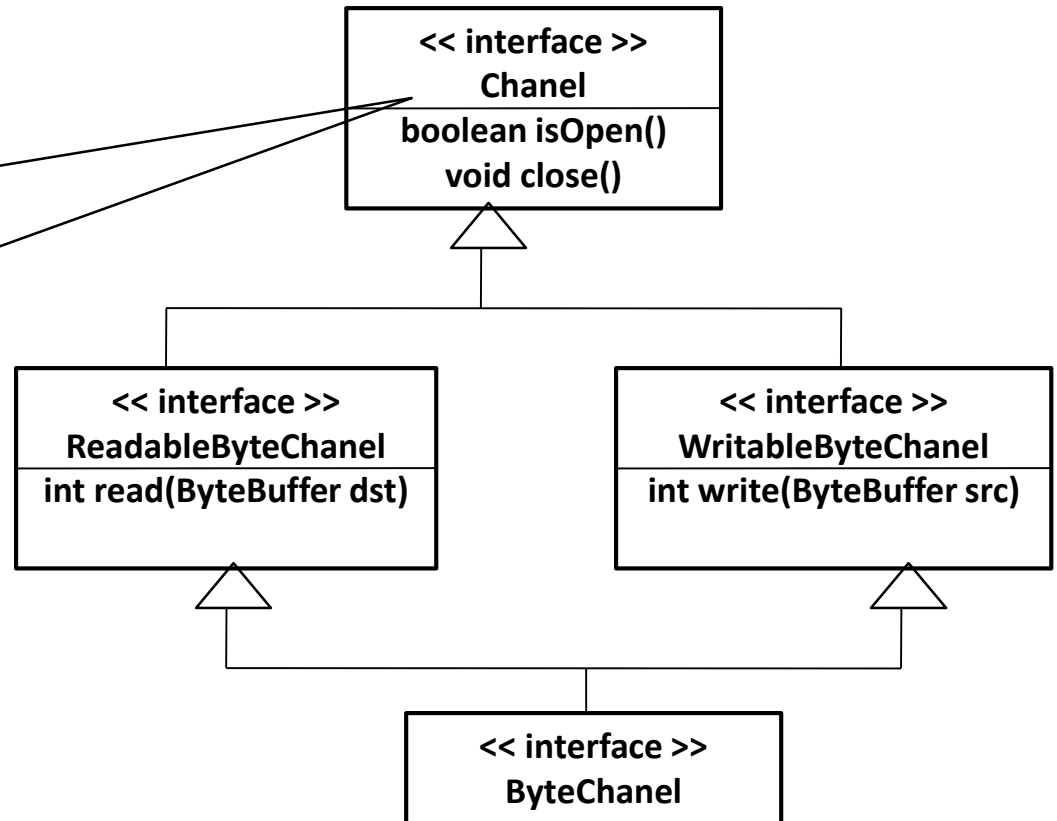 << interface >>
Chanel
boolean isOpen()
void close()
<< interface >>
ReadableByteChanel
int read(ByteBuffer dst)
<< interface >>
WritableByteChanel
int write(ByteBuffer src)
<< interface >>
ByteChanel